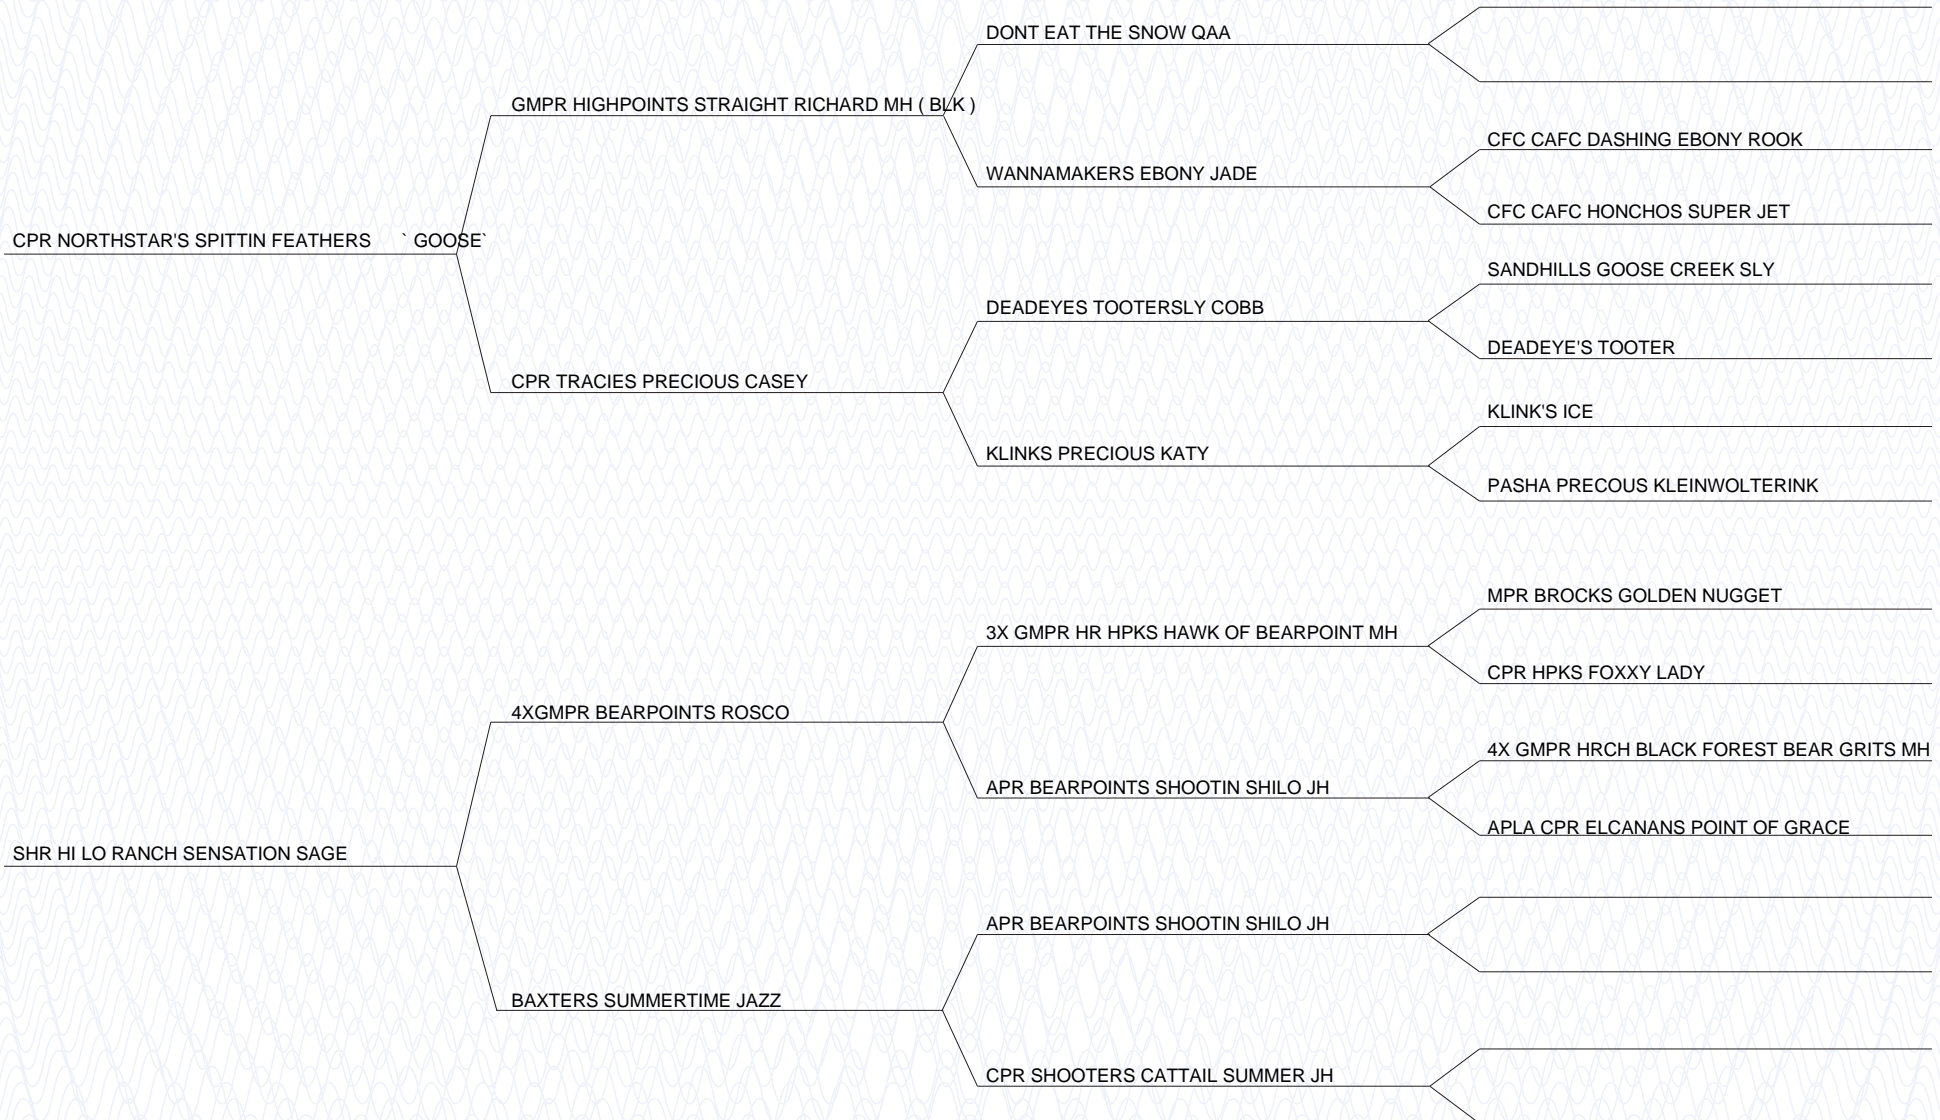 DONT EAT THE SNOW QAA
GMPR HIGHPOINTS STRAIGHT RICHARD MH ( BLK )
CFC CAFC DASHING EBONY ROOK
WANNAMAKERS EBONY JADE
CFC CAFC HONCHOS SUPER JET
CPR NORTHSTAR'S SPITTIN FEATHERS ` GOOSE`
SANDHILLS GOOSE CREEK SLY
DEADEYES TOOTERSLY COBB
DEADEYE'S TOOTER
CPR TRACIES PRECIOUS CASEY
KLINK'S ICE
KLINKS PRECIOUS KATY
PASHA PRECOUS KLEINWOLTERINK
MPR BROCKS GOLDEN NUGGET
3X GMPR HR HPKS HAWK OF BEARPOINT MH
CPR HPKS FOXXY LADY
4XGMPR BEARPOINTS ROSCO
4X GMPR HRCH BLACK FOREST BEAR GRITS MH
APR BEARPOINTS SHOOTIN SHILO JH
APLA CPR ELCANANS POINT OF GRACE
SHR HI LO RANCH SENSATION SAGE
APR BEARPOINTS SHOOTIN SHILO JH
BAXTERS SUMMERTIME JAZZ
CPR SHOOTERS CATTAIL SUMMER JH